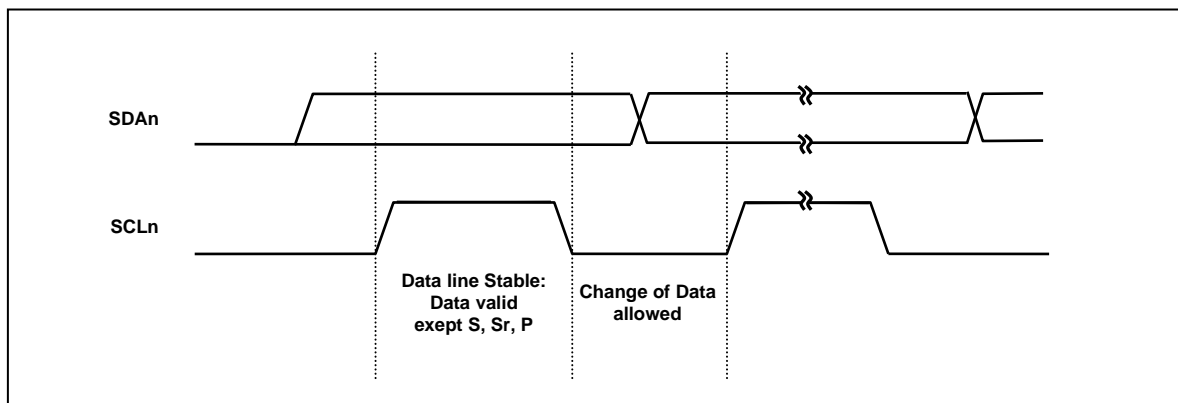 SDAn
SCLn
Data line Stable:
Data valid
exept S, Sr, P
Change of Data
allowed